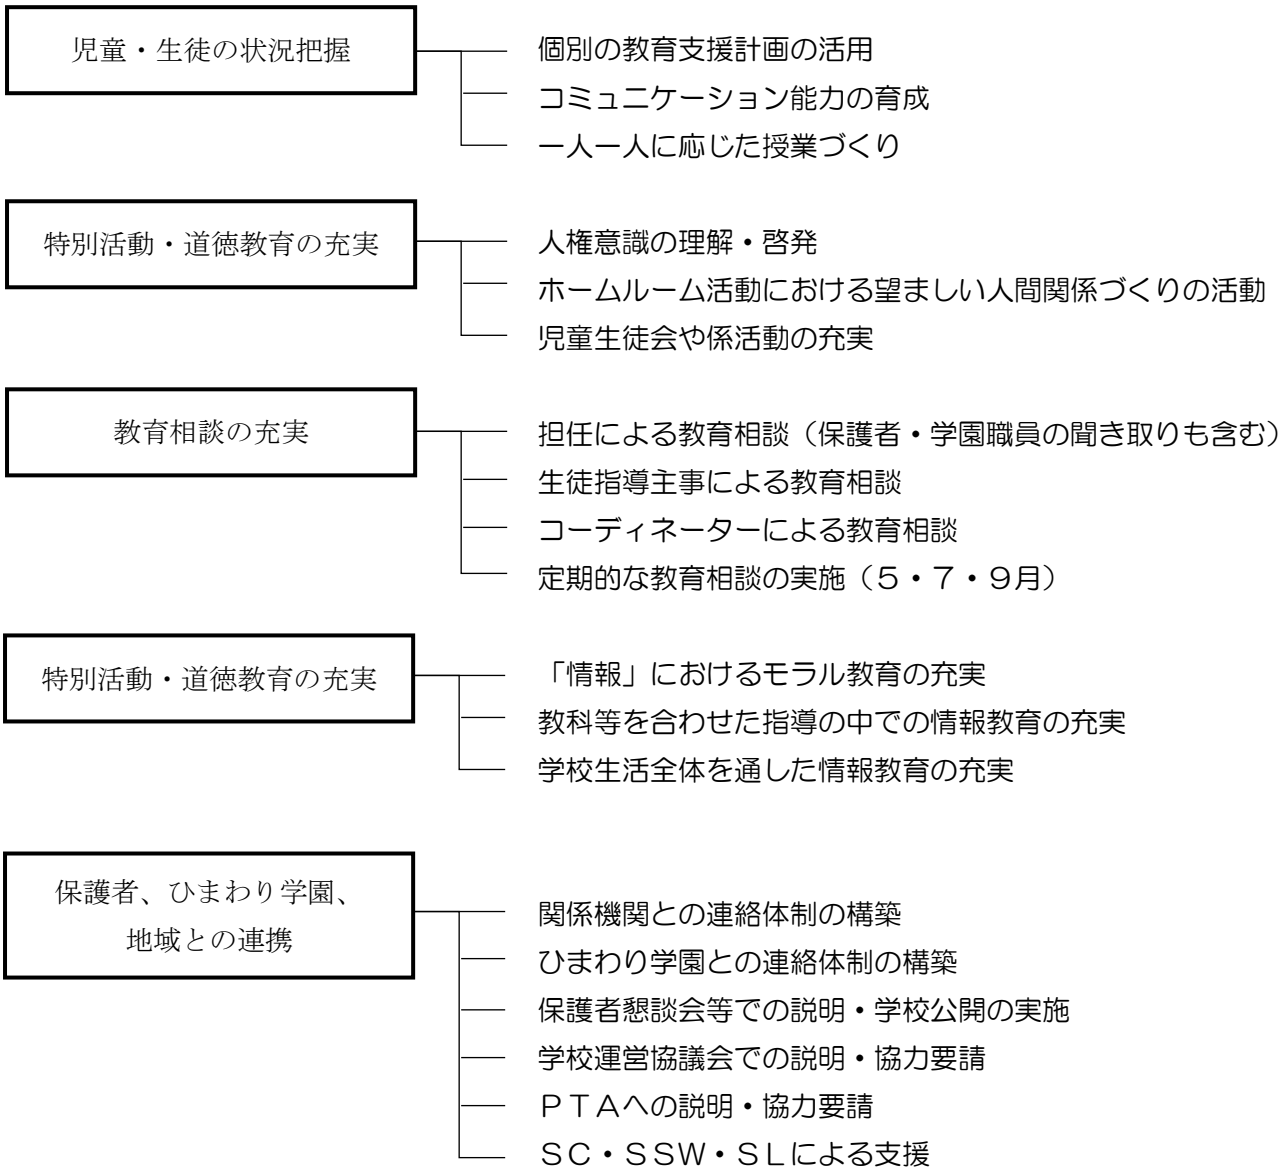 児童・生徒の状況把握
個別の教育支援計画の活用
コミュニケーション能力の育成
一人一人に応じた授業づくり
特別活動・道徳教育の充実
人権意識の理解・啓発
ホームルーム活動における望ましい人間関係づくりの活動
児童生徒会や係活動の充実
教育相談の充実
担任による教育相談（保護者・学園職員の聞き取りも含む）
生徒指導主事による教育相談
コーディネーターによる教育相談
定期的な教育相談の実施（５・７・９月）
特別活動・道徳教育の充実
「情報」におけるモラル教育の充実
教科等を合わせた指導の中での情報教育の充実
学校生活全体を通した情報教育の充実
保護者、ひまわり学園、
地域との連携
関係機関との連絡体制の構築
ひまわり学園との連絡体制の構築
保護者懇談会等での説明・学校公開の実施
学校運営協議会での説明・協力要請
ＰＴＡへの説明・協力要請
ＳＣ・ＳＳＷ・ＳＬによる支援